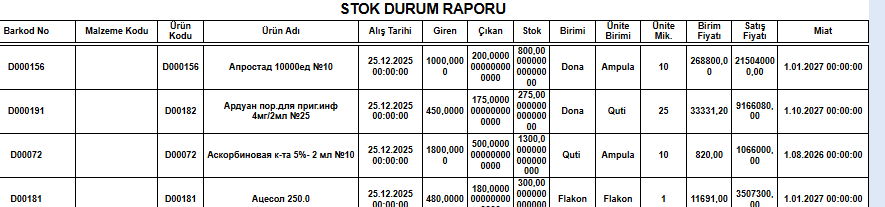 STOK DURUM RAPORU
Barkod No Malzeme Kodu Ürün Kodu Ürün Adı Alış Tarihi Giren Çıkan Stok Birimi Ünite Birimi Ünite Mik. Birim Fiyatı Satış Fiyatı Miat
D000156 D000156 Апростад 10000ед №10 25.12.2025 00:00:00 1000,0000 200,000000000000000 800,00000000000000000 Dona Ampula 10 268800,00 215040000,00 1.01.2027 00:00:00
D000191 D00182 Ардуан пор.для приг.инф 4мг/2мл №25 25.12.2025 00:00:00 450,0000 175,000000000000000 275,00000000000000000 Dona Quti 25 33331,20 9166080,00 1.10.2027 00:00:00
D00072 D00072 Аскорбиновая к-та 5%- 2 мл №10 25.12.2025 00:00:00 1800,0000 500,000000000000000 1300,0000000000000000 Quti Ampula 10 820,00 1066000,00 1.08.2026 00:00:00
D00181 D00181 Ацесол 250.0 25.12.2025 00:00:00 480,0000 180,0000 300,00 Flakon Flakon 1 11691,00 3507300,00 1.01.2027 00:00:00